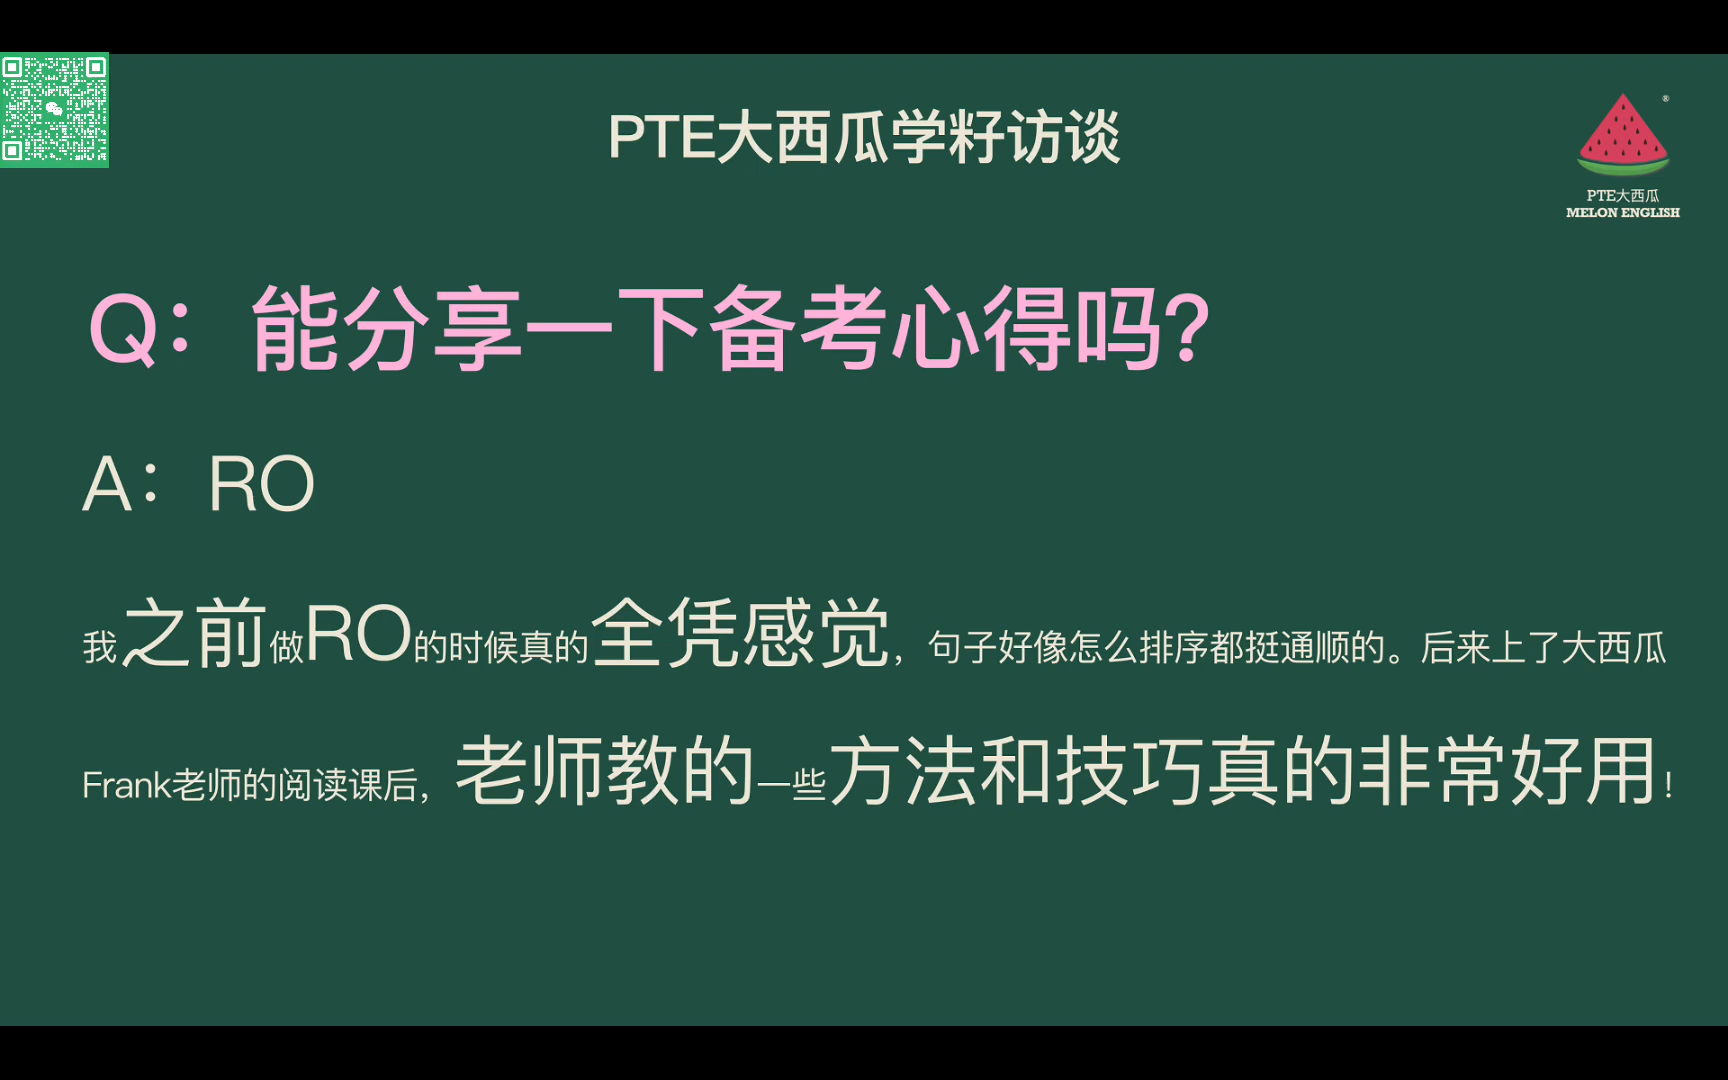 PTE大西瓜学籽访谈
®
PTE大西瓜
MELON ENGLISH
Q：能分享一下备考心得吗?
A：RO
我之前做RO的时候真的全凭感觉，句子好像怎么排序都挺通顺的。后来上了大西瓜
Frank老师的阅读课后，老师教的一些方法和技巧真的非常好用！